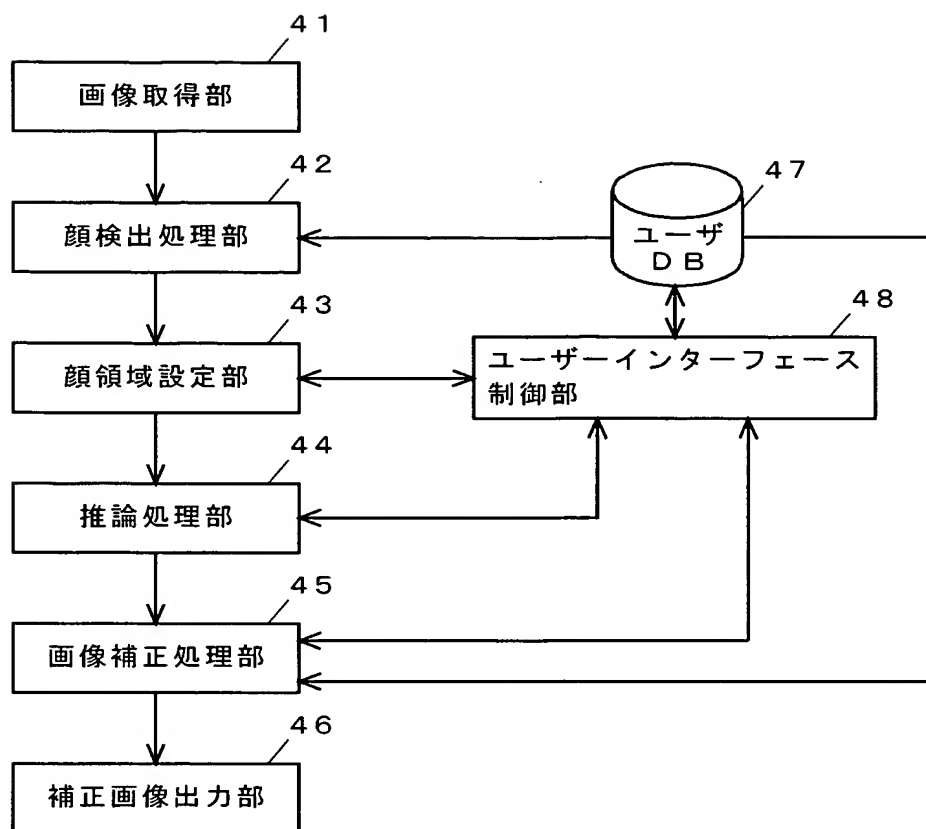 41
画像取得部
42
顔検出処理部
47
ユーザ
DB
43
顔領域設定部
48
ユーザーインターフェース
制御部
44
推論処理部
45
画像補正処理部
46
補正画像出力部